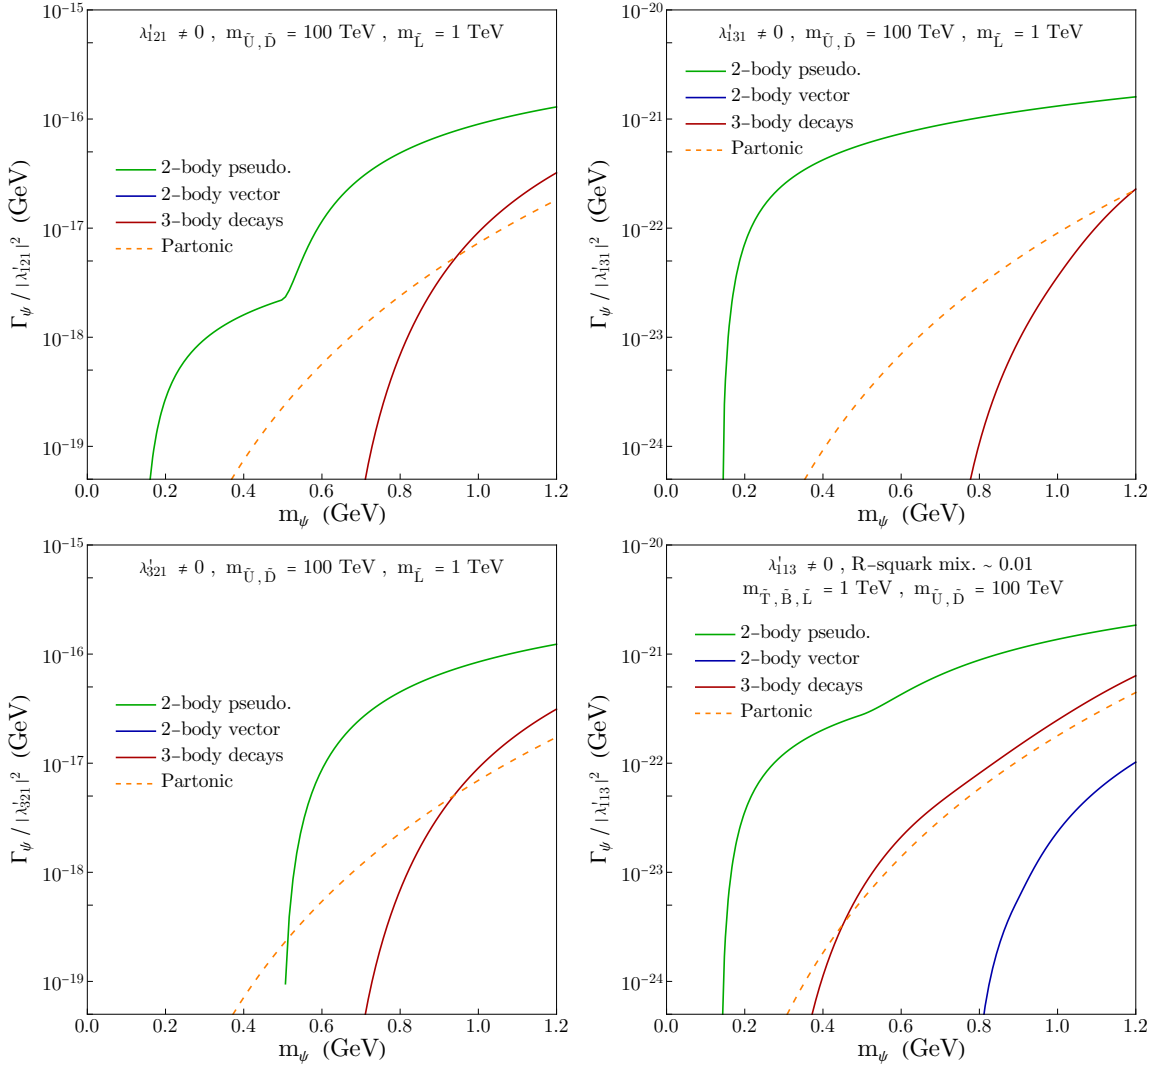 λ'121 ≠ 0 , m Ũ,D̃ = 100 TeV , m L̃ = 1 TeV
2−body pseudo.
2−body vector
3−body decays
Partonic
10−15
10−16
10−17
10−18
10−19
Γψ / |λ'121|2 (GeV)
0.0 0.2 0.4 0.6 0.8 1.0 1.2
mψ (GeV)
λ'131 ≠ 0 , m Ũ,D̃ = 100 TeV , m L̃ = 1 TeV
2−body pseudo.
2−body vector
3−body decays
Partonic
10−20
10−21
10−22
10−23
10−24
Γψ / |λ'131|2 (GeV)
0.0 0.2 0.4 0.6 0.8 1.0 1.2
mψ (GeV)
λ'321 ≠ 0 , m Ũ,D̃ = 100 TeV , m L̃ = 1 TeV
2−body pseudo.
2−body vector
3−body decays
Partonic
10−15
10−16
10−17
10−18
10−19
Γψ / |λ'321|2 (GeV)
0.0 0.2 0.4 0.6 0.8 1.0 1.2
mψ (GeV)
λ'113 ≠ 0 , R−squark mix. ~ 0.01
m T̃,B̃,L̃ = 1 TeV , m Ũ,D̃ = 100 TeV
2−body pseudo.
2−body vector
3−body decays
Partonic
10−20
10−21
10−22
10−23
10−24
Γψ / |λ'113|2 (GeV)
0.0 0.2 0.4 0.6 0.8 1.0 1.2
mψ (GeV)